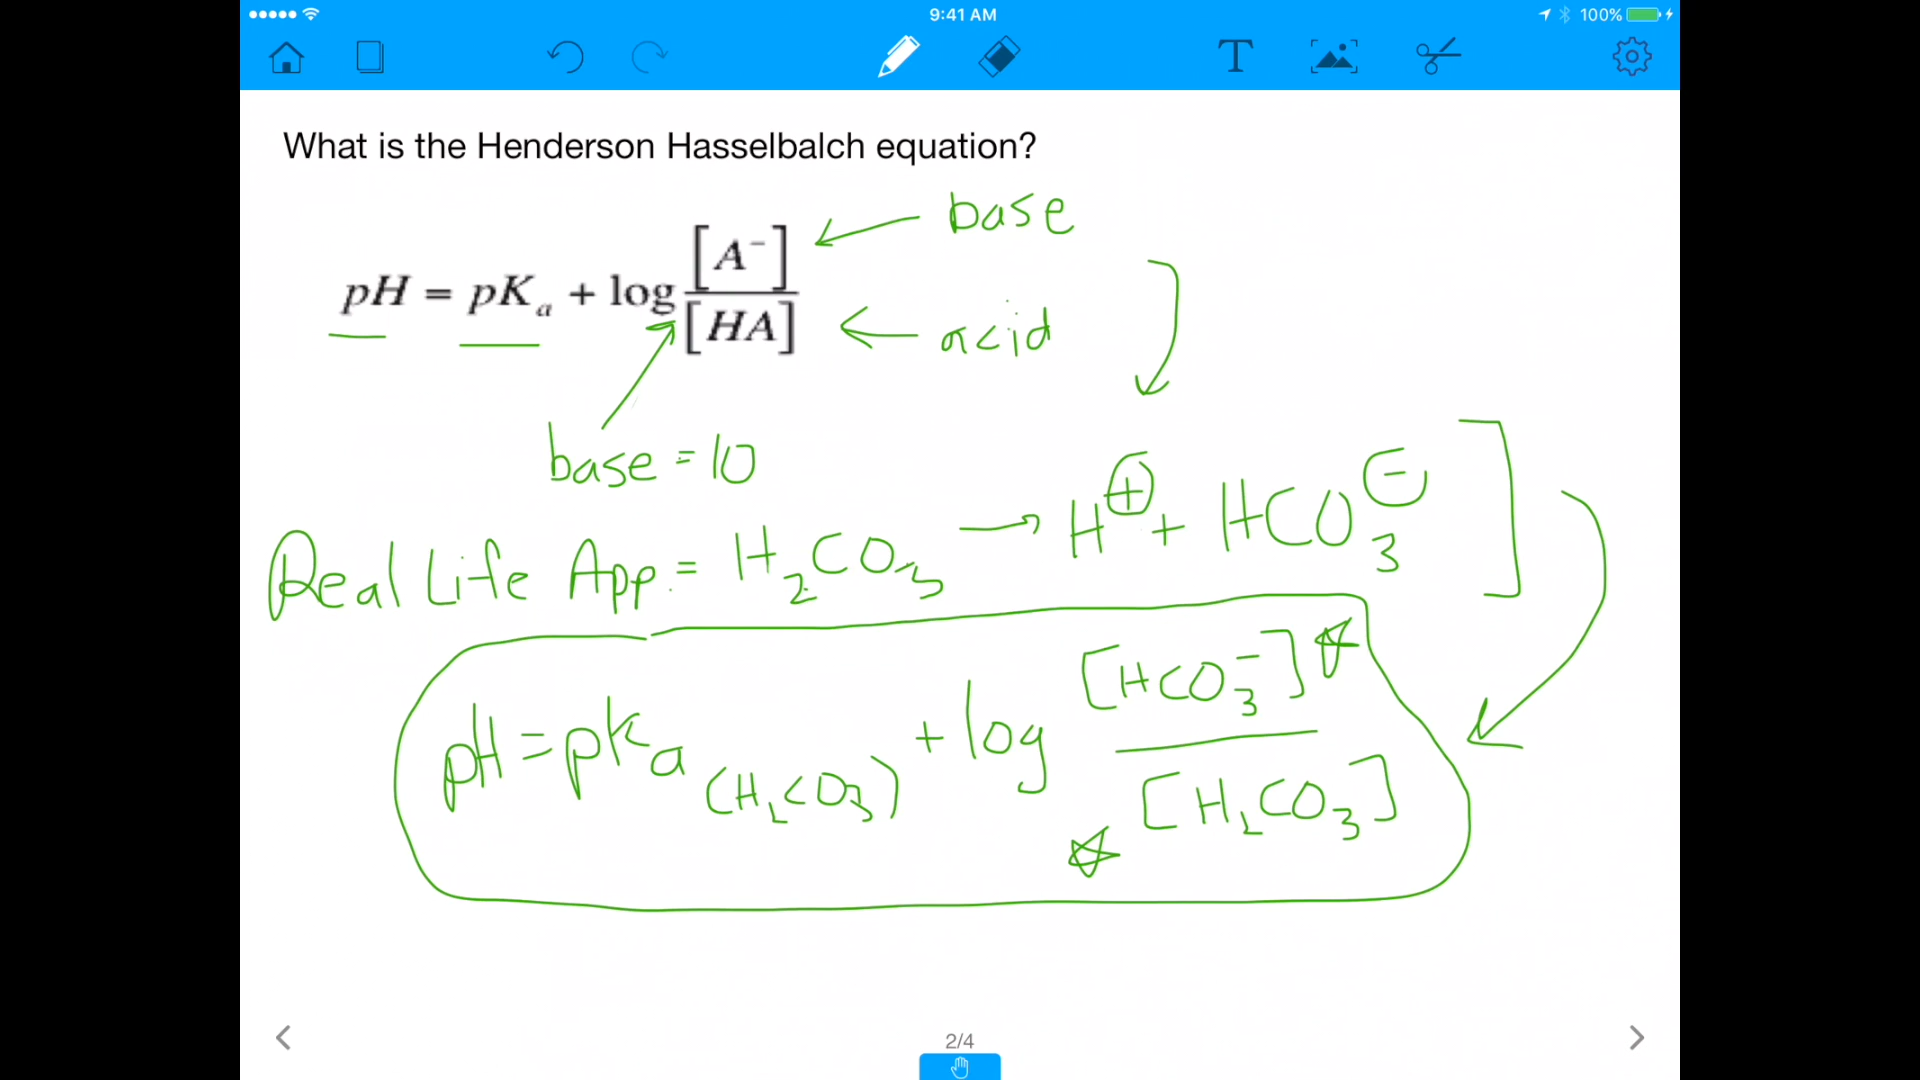 9:41 AM
100%
T
What is the Henderson Hasselbalch equation?
base
pH = pKa + log [A⁻] / [HA]
acid
base = 10
Real Life App. = H₂CO₃ → H⊕ + HCO₃⊖
pH = pKa (H₂CO₃) + log [HCO₃⁻] / [H₂CO₃]
2/4